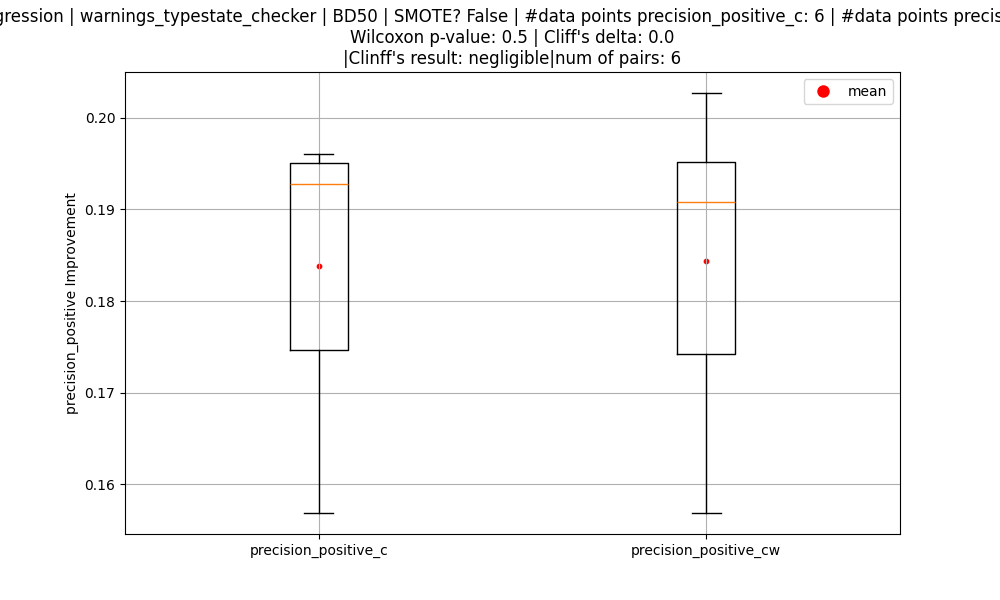 gression | warnings_typestate_checker | BD50 | SMOTE? False | #data points precision_positive_c: 6 | #data points precis
Wilcoxon p-value: 0.5 | Cliff's delta: 0.0
|Clinff's result: negligible|num of pairs: 6
mean
0.20
0.19
0.18
0.17
0.16
precision_positive Improvement
precision_positive_c
precision_positive_cw